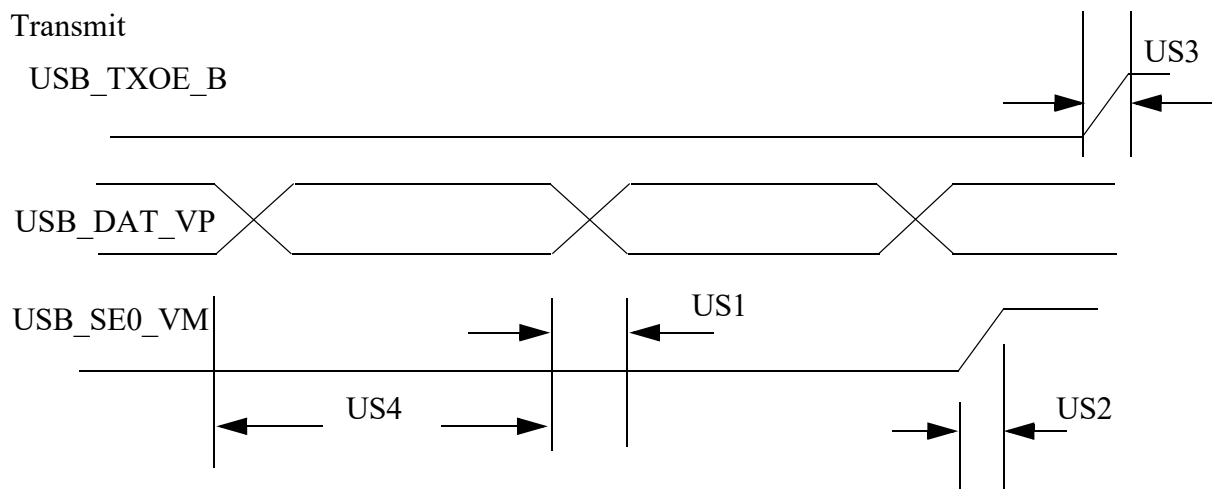 Transmit
US3
USB_TXOE_B
USB_DAT_VP
US1
USB_SE0_VM
US4
US2